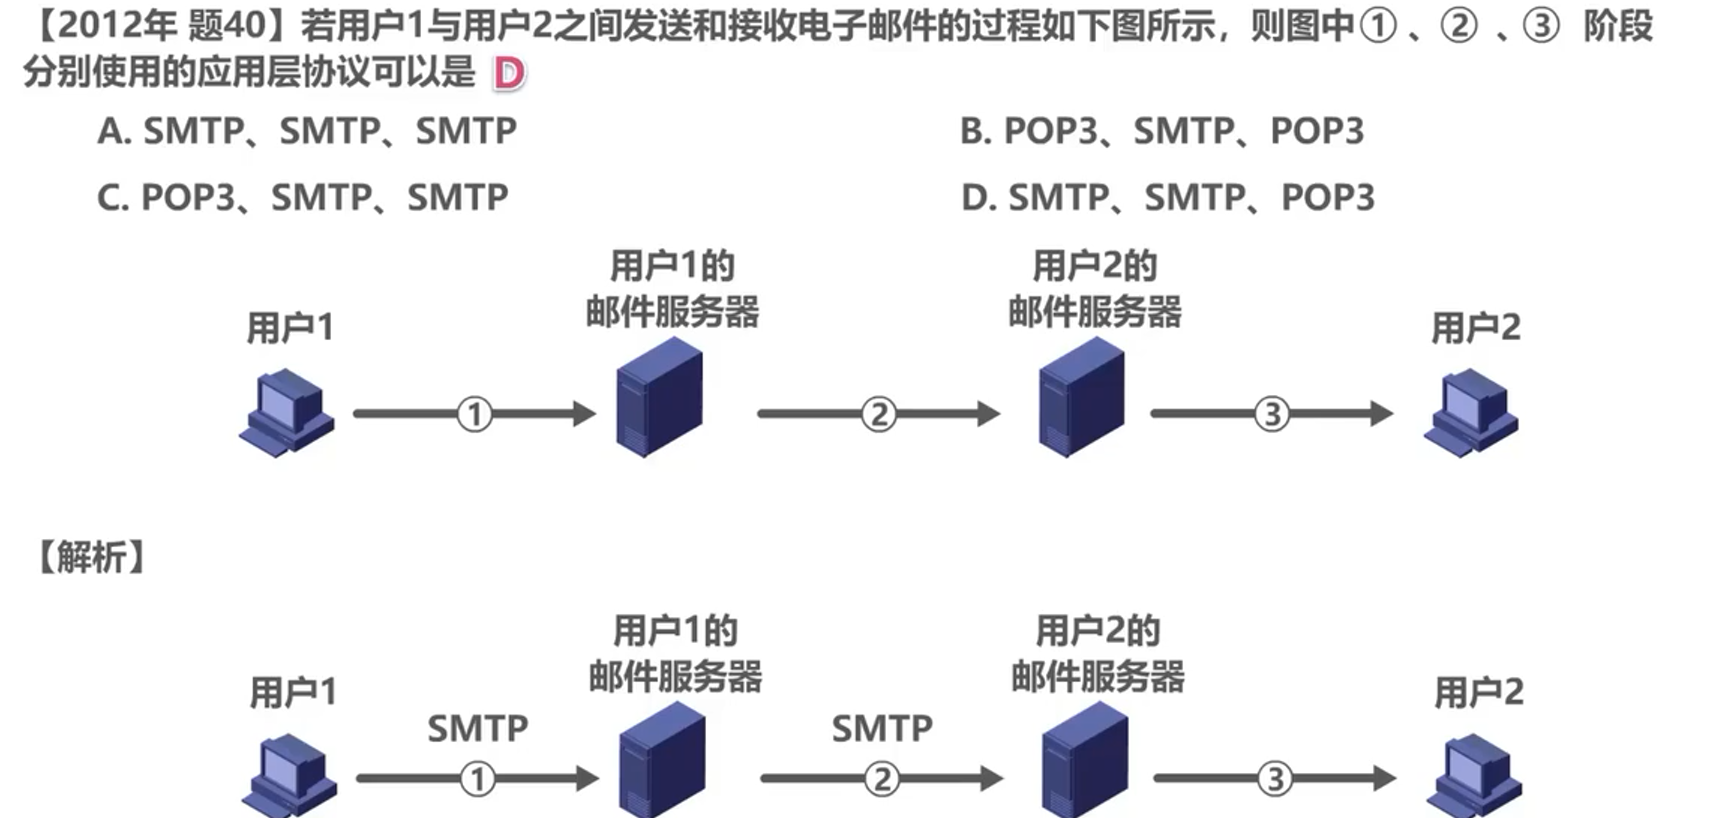 【2012年 题40】若用户1与用户2之间发送和接收电子邮件的过程如下图所示，则图中①、②、③ 阶段
分别使用的应用层协议可以是 D
A. SMTP、SMTP、SMTP
B. POP3、SMTP、POP3
C. POP3、SMTP、SMTP
D. SMTP、SMTP、POP3
用户1
用户1的
邮件服务器
用户2的
邮件服务器
用户2
①
②
③
【解析】
用户1
用户1的
邮件服务器
用户2的
邮件服务器
用户2
SMTP
SMTP
①
②
③